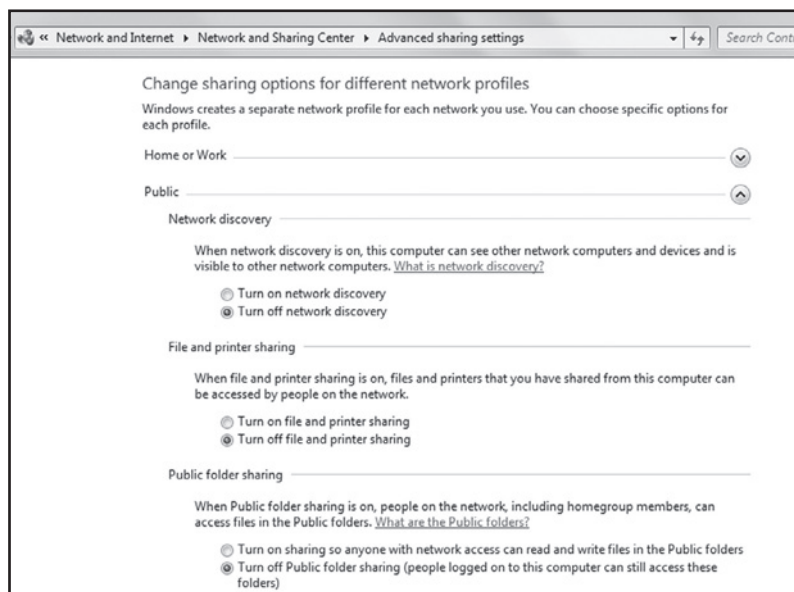 « Network and Internet ▸ Network and Sharing Center ▸ Advanced sharing settings
Search Cont
Change sharing options for different network profiles
Windows creates a separate network profile for each network you use. You can choose specific options for
each profile.
Home or Work
Public
Network discovery
When network discovery is on, this computer can see other network computers and devices and is
visible to other network computers. What is network discovery?
Turn on network discovery
Turn off network discovery
File and printer sharing
When file and printer sharing is on, files and printers that you have shared from this computer can
be accessed by people on the network.
Turn on file and printer sharing
Turn off file and printer sharing
Public folder sharing
When Public folder sharing is on, people on the network, including homegroup members, can
access files in the Public folders. What are the Public folders?
Turn on sharing so anyone with network access can read and write files in the Public folders
Turn off Public folder sharing (people logged on to this computer can still access these
folders)